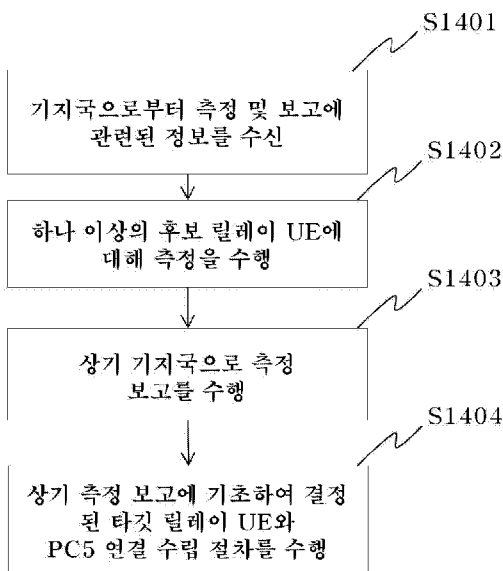 S1401
기지국으로부터 측정 및 보고에
관련된 정보를 수신
S1402
하나 이상의 후보 릴레이 UE에
대해 측정을 수행
S1403
상기 기지국으로 측정
보고를 수행
S1404
상기 측정 보고에 기초하여 결정
된 타깃 릴레이 UE와
PC5 연결 수립 절차를 수행